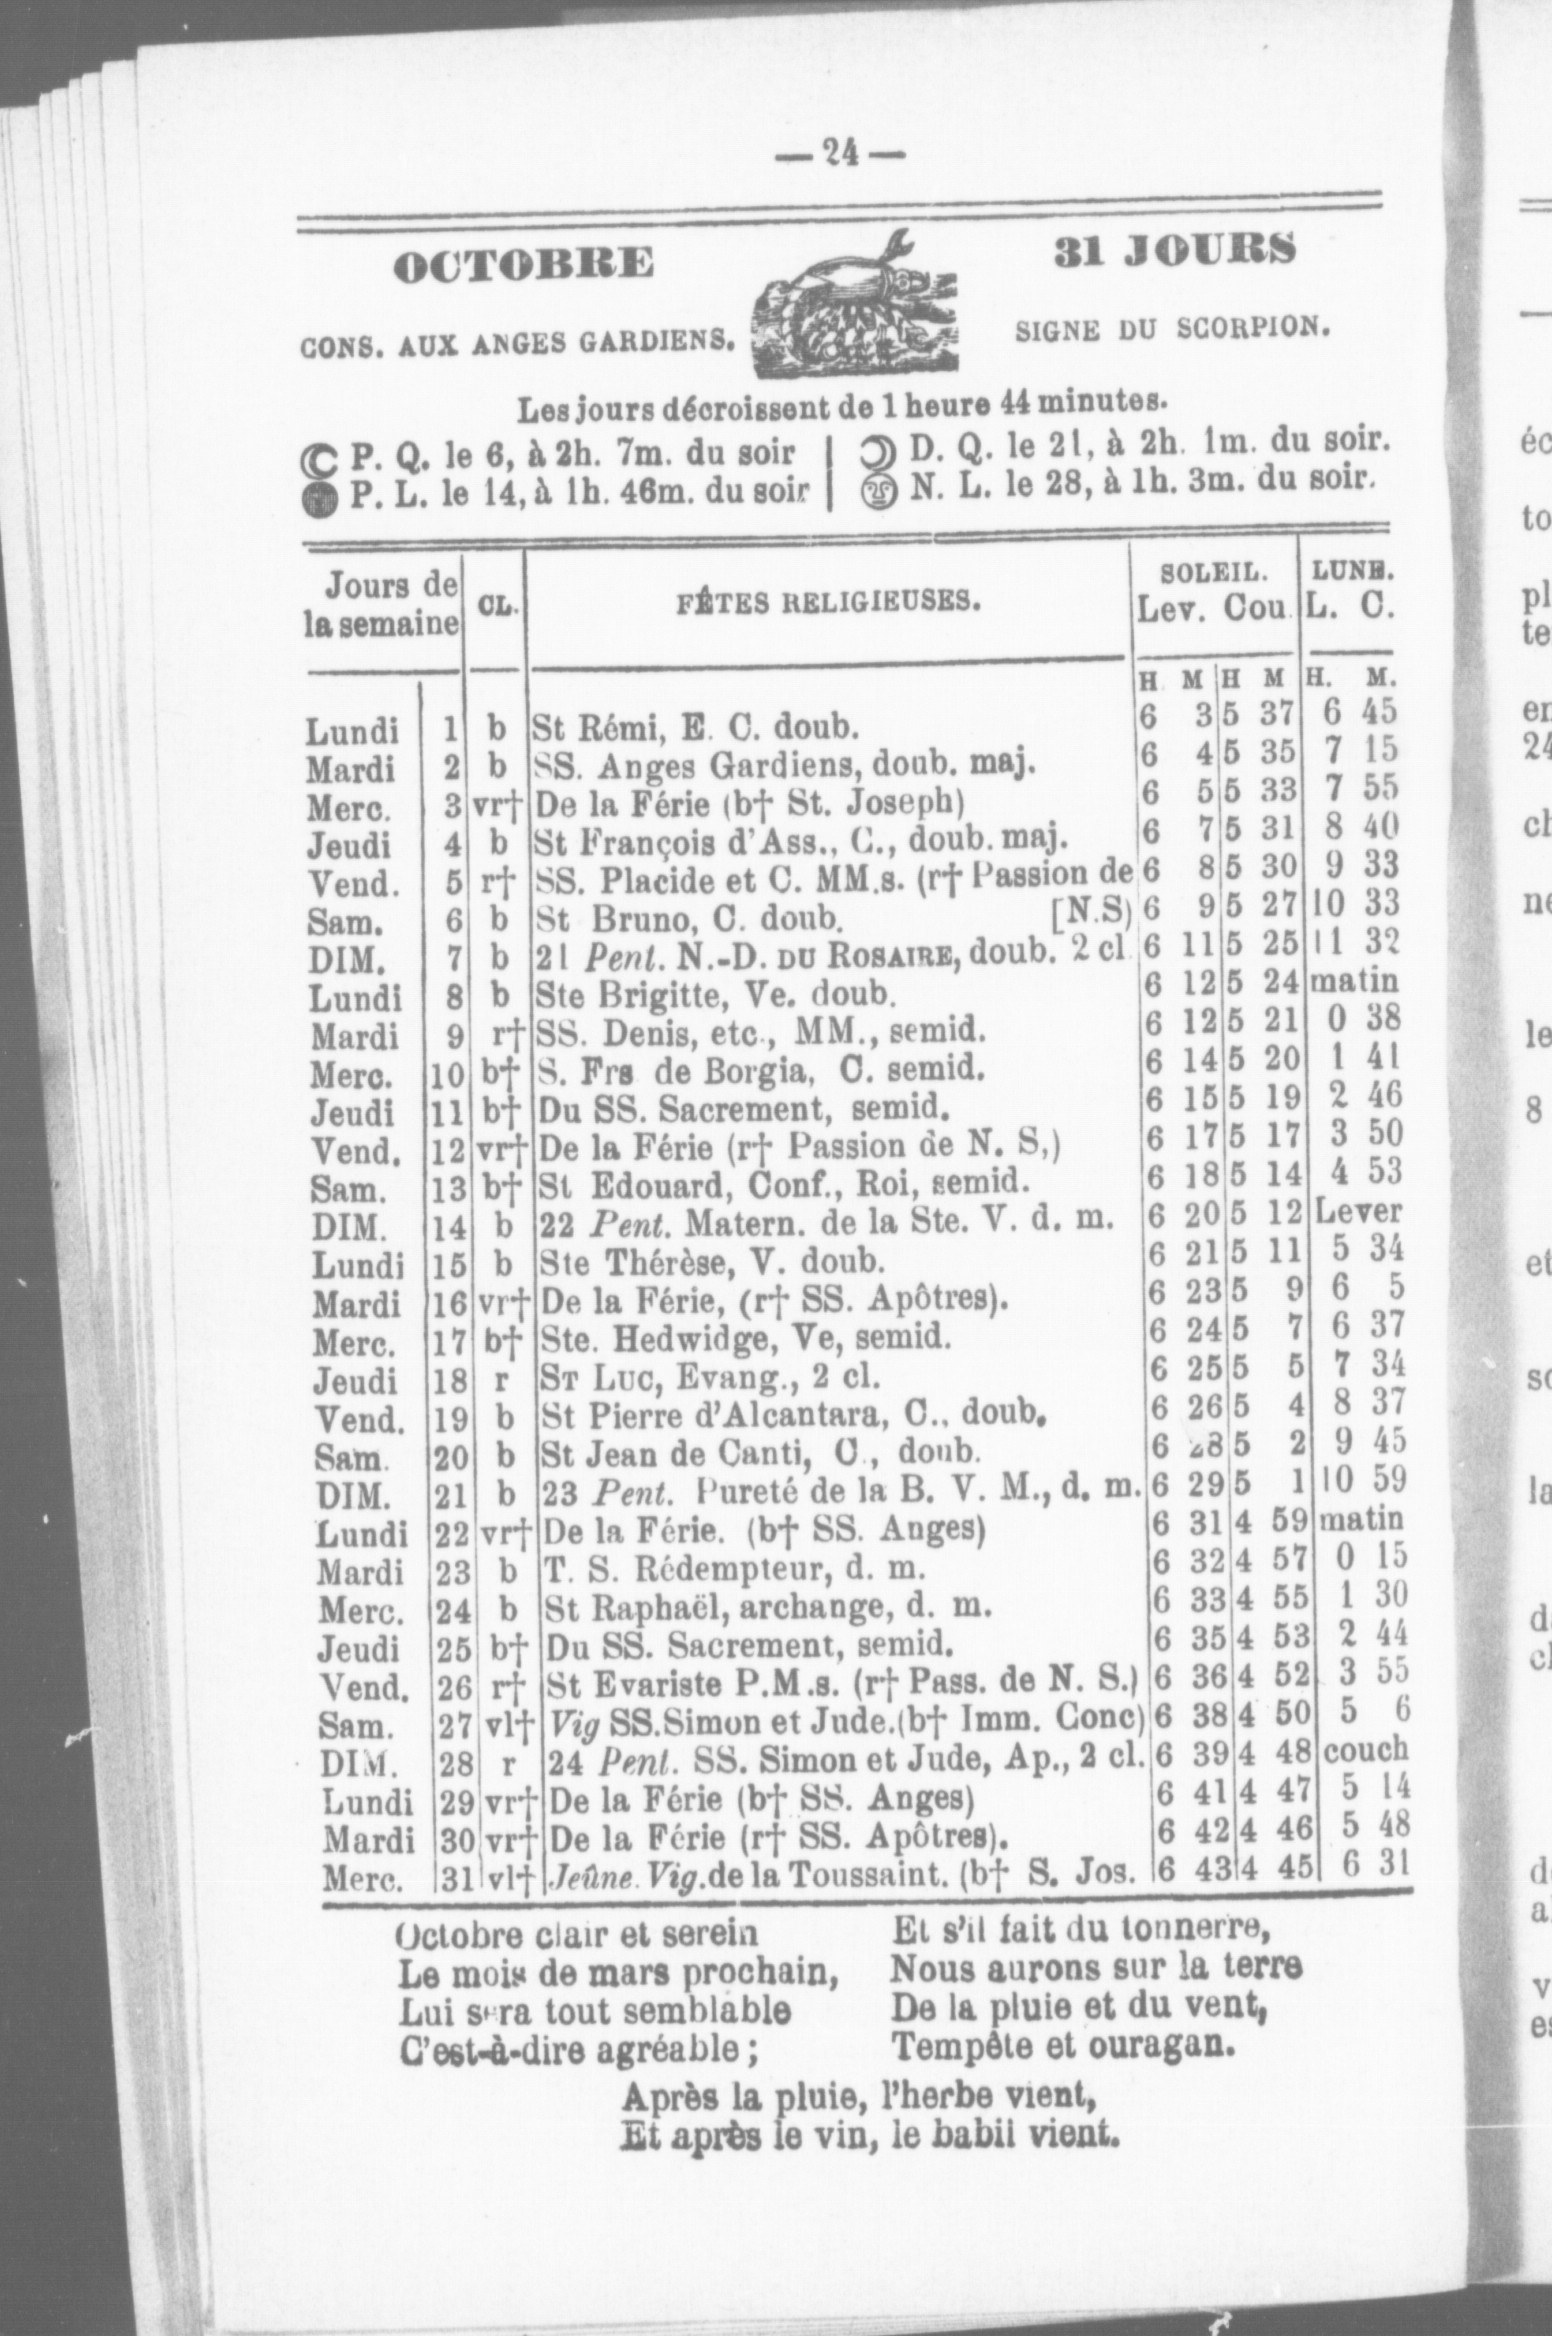 — 24 —
OCTOBRE 31 JOURS
CONS. AUX ANGES GARDIENS. SIGNE DU SCORPION.
Les jours décroissent de 1 heure 44 minutes.
P. Q. le 6, à 2h. 7m. du soir | D. Q. le 21, à 2h. 1m. du soir.
P. L. le 14, à 1h. 46m. du soir | N. L. le 28, à 1h. 3m. du soir.
Jours de la semaine CL. FÊTES RELIGIEUSES. SOLEIL. Lev. Cou. LUNE. L. C.
H. M H M H. M.
Lundi 1 b St Rémi, E. C. doub. 6 3 5 37 6 45
Mardi 2 b SS. Anges Gardiens, doub. maj. 6 4 5 35 7 15
Merc. 3 vr† De la Férie (b† St. Joseph) 6 5 5 33 7 55
Jeudi 4 b St François d'Ass., C., doub. maj. 6 7 5 31 8 40
Vend. 5 r† SS. Placide et C. MM.s. (r† Passion de 6 8 5 30 9 33
Sam. 6 b St Bruno, C. doub. [N.S) 6 9 5 27 10 33
DIM. 7 b 21 Pent. N.-D. DU ROSAIRE, doub. 2 cl. 6 11 5 25 11 32
Lundi 8 b Ste Brigitte, Ve. doub. 6 12 5 24 matin
Mardi 9 r† SS. Denis, etc., MM., semid. 6 12 5 21 0 38
Merc. 10 b† S. Frs de Borgia, C. semid. 6 14 5 20 1 41
Jeudi 11 b† Du SS. Sacrement, semid. 6 15 5 19 2 46
Vend. 12 vr† De la Férie (r† Passion de N. S,) 6 17 5 17 3 50
Sam. 13 b† St Edouard, Conf., Roi, semid. 6 18 5 14 4 53
DIM. 14 b 22 Pent. Matern. de la Ste. V. d. m. 6 20 5 12 Lever
Lundi 15 b Ste Thérèse, V. doub. 6 21 5 11 5 34
Mardi 16 vr† De la Férie, (r† SS. Apôtres). 6 23 5 9 6 5
Merc. 17 b† Ste. Hedwidge, Ve, semid. 6 24 5 7 6 37
Jeudi 18 r ST LUC, Evang., 2 cl. 6 25 5 5 7 34
Vend. 19 b St Pierre d'Alcantara, C., doub. 6 26 5 4 8 37
Sam. 20 b St Jean de Canti, C., doub. 6 28 5 2 9 45
DIM. 21 b 23 Pent. Pureté de la B. V. M., d. m. 6 29 5 1 10 59
Lundi 22 vr† De la Férie. (b† SS. Anges) 6 31 4 59 matin
Mardi 23 b T. S. Rédempteur, d. m. 6 32 4 57 0 15
Merc. 24 b St Raphaël, archange, d. m. 6 33 4 55 1 30
Jeudi 25 b† Du SS. Sacrement, semid. 6 35 4 53 2 44
Vend. 26 r† St Evariste P.M.s. (r† Pass. de N. S.) 6 36 4 52 3 55
Sam. 27 vl† Vig SS. Simon et Jude. (b† Imm. Conc) 6 38 4 50 5 6
DIM. 28 r 24 Pent. SS. Simon et Jude, Ap., 2 cl. 6 39 4 48 couch
Lundi 29 vr† De la Férie (b† SS. Anges) 6 41 4 47 5 14
Mardi 30 vr† De la Férie (r† SS. Apôtres). 6 42 4 46 5 48
Merc. 31 vl† Jeûne. Vig. de la Toussaint. (b† S. Jos. 6 43 4 45 6 31
Octobre clair et serein
Le mois de mars prochain,
Lui sera tout semblable
C'est-à-dire agréable ;
Et s'il fait du tonnerre,
Nous aurons sur la terre
De la pluie et du vent,
Tempête et ouragan.
Après la pluie, l'herbe vient,
Et après le vin, le babil vient.